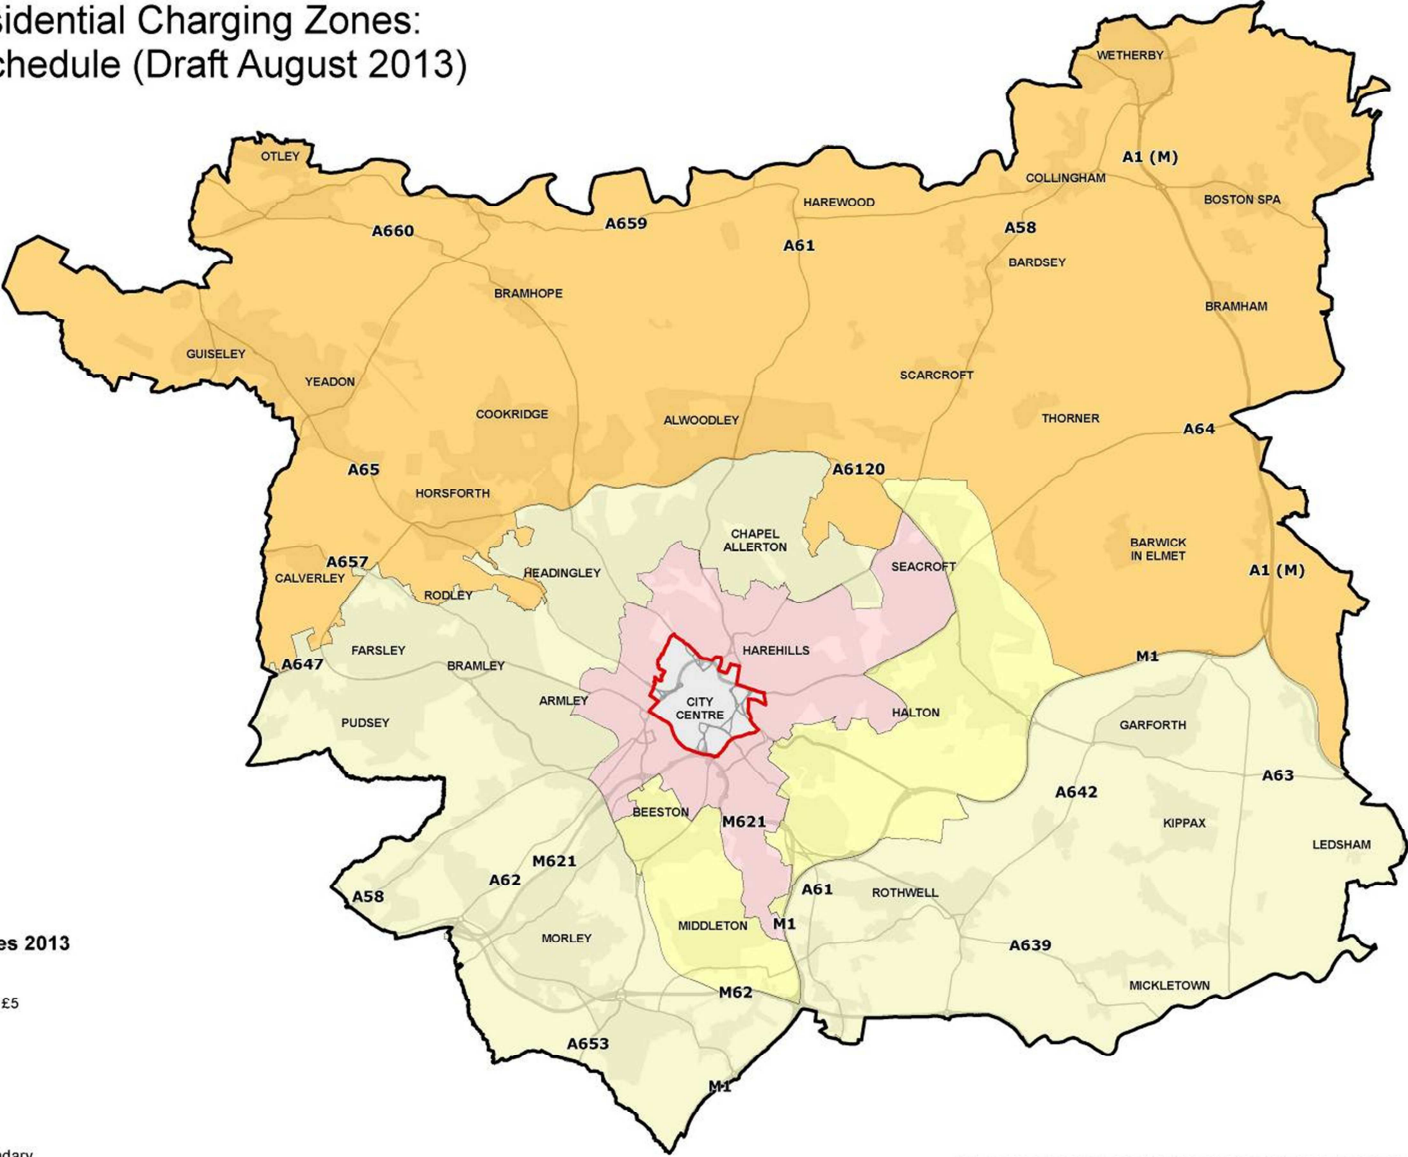 sidential Charging Zones:
chedule (Draft August 2013)
WETHERBY
OTLEY
A1 (M)
COLLINGHAM
HAREWOOD
BOSTON SPA
A660
A659
A61
A58
BARDSEY
BRAMHOPE
BRAMHAM
GUISELEY
YEADON
SCARCROFT
COOKRIDGE
ALWOODLEY
THORNER
A64
A65
A6120
HORSFORTH
CHAPEL
ALLERTON
BARWICK
IN ELMET
A657
CALVERLEY
HEADINGLEY
SEACROFT
A1 (M)
RODLEY
FARSLEY
HAREHILLS
A647
BRAMLEY
M1
ARMLEY
CITY
CENTRE
HALTON
PUDSEY
GARFORTH
A63
A642
BEESTON
M621
KIPPAX
LEDSHAM
M621
A62
A58
A61
ROTHWELL
MIDDLETON
M1
MORLEY
A639
es 2013
MICKLETOWN
M62
£5
A653
M1
ndary